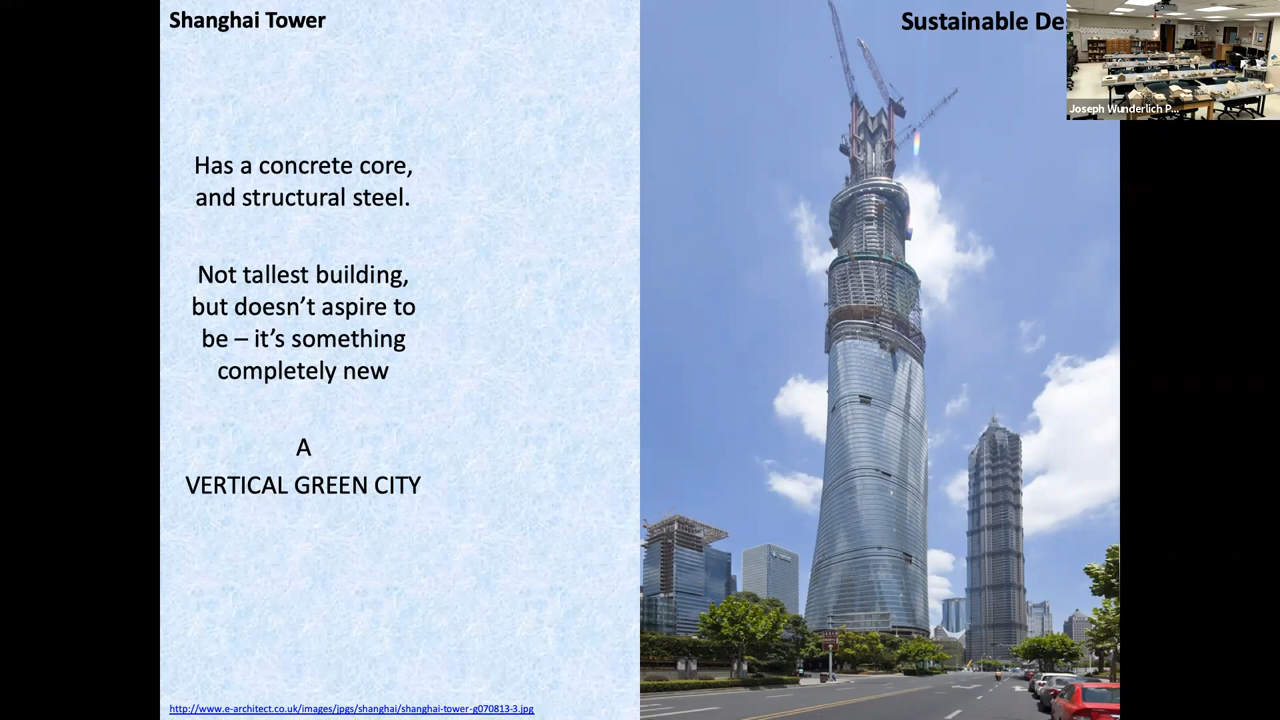 Shanghai Tower
Sustainable De
Joseph Wunderlich P...
Has a concrete core,
and structural steel.
Not tallest building,
but doesn't aspire to
be – it's something
completely new
A
VERTICAL GREEN CITY
http://www.e-architect.co.uk/images/jpgs/shanghai/shanghai-tower-g070813-3.jpg